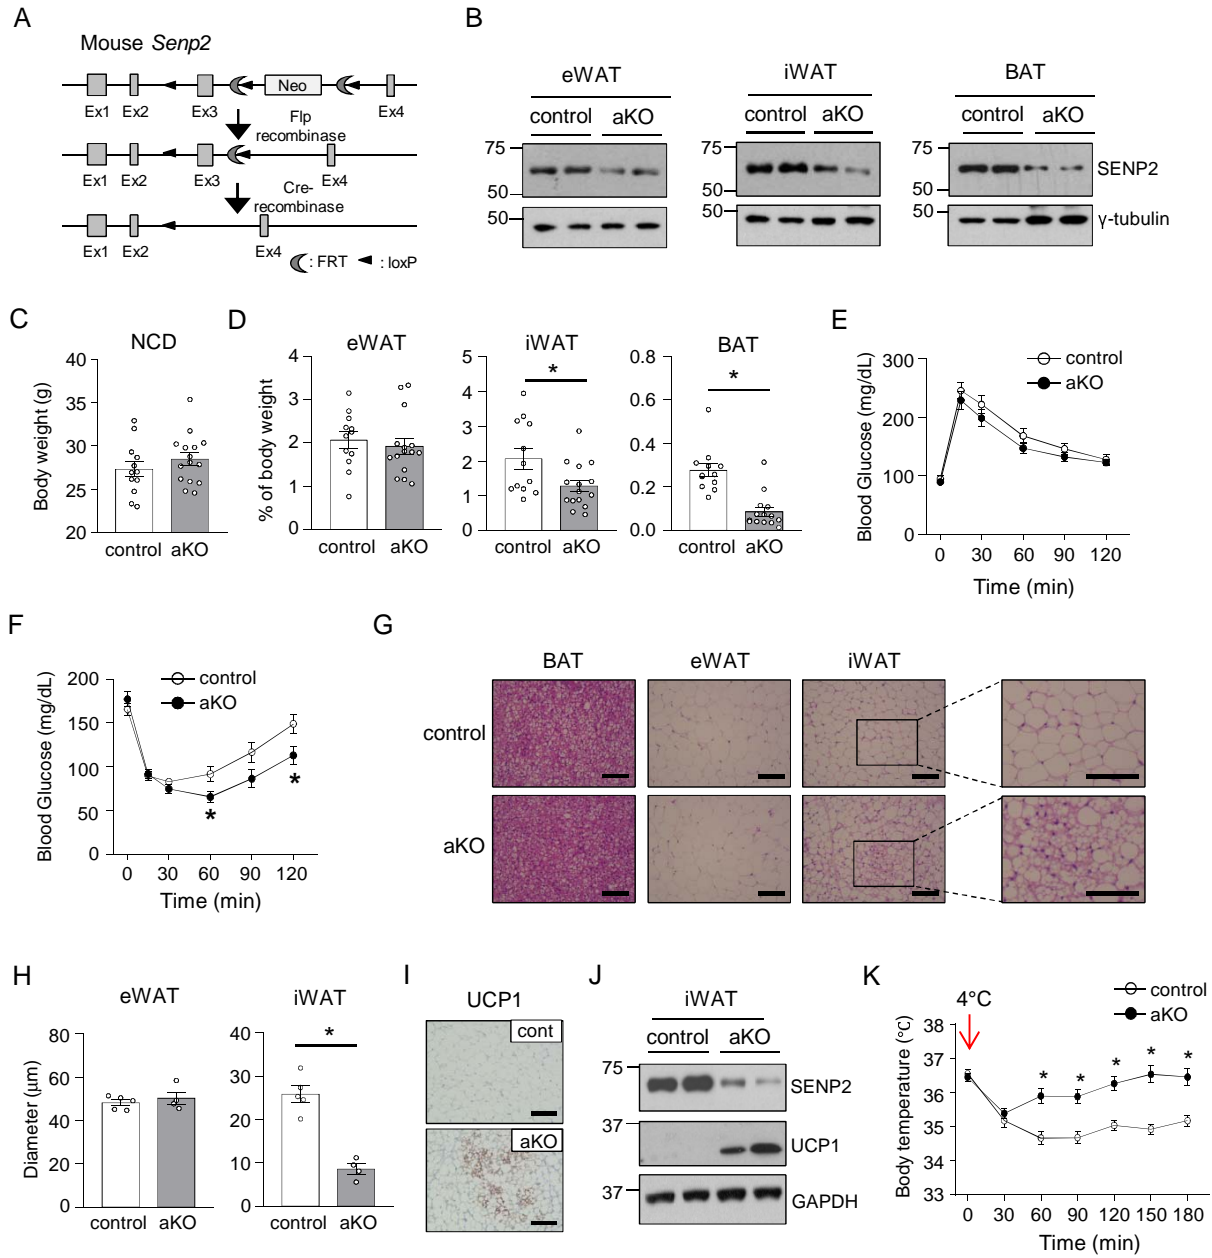 A
Mouse Senp2
Neo
Ex1 Ex2 Ex3 Ex4
Flp
recombinase
Ex1 Ex2 Ex3 Ex4
Cre-
recombinase
Ex1 Ex2 Ex4
: FRT : loxP
B
eWAT iWAT BAT
control aKO control aKO control aKO
75 75 75
SENP2
50 50 50
50 50 50
γ-tubulin
C
NCD
Body weight (g)
40
35
30
25
20
control aKO
D
eWAT iWAT BAT
% of body weight
4
3
2
1
0
control aKO
5
4
3
2
1
0
*
control aKO
0.8
0.6
0.4
0.2
0.0
*
control aKO
E
control
aKO
Blood Glucose (mg/dL)
300
200
100
0
0 30 60 90 120
Time (min)
F
control
aKO
Blood Glucose (mg/dL)
200
150
100
50
0
* *
0 30 60 90 120
Time (min)
G
BAT eWAT iWAT
control
aKO
H
eWAT iWAT
Diameter (μm)
80
60
40
20
0
control aKO
40
30
20
10
0
*
control aKO
I
UCP1
cont
aKO
J
iWAT
control aKO
75
SENP2
37
UCP1
37
GAPDH
K
4°C
control
aKO
Body temperature (℃)
38
37
36
35
34
33
* * * * *
0 30 60 90 120 150 180
Time (min)